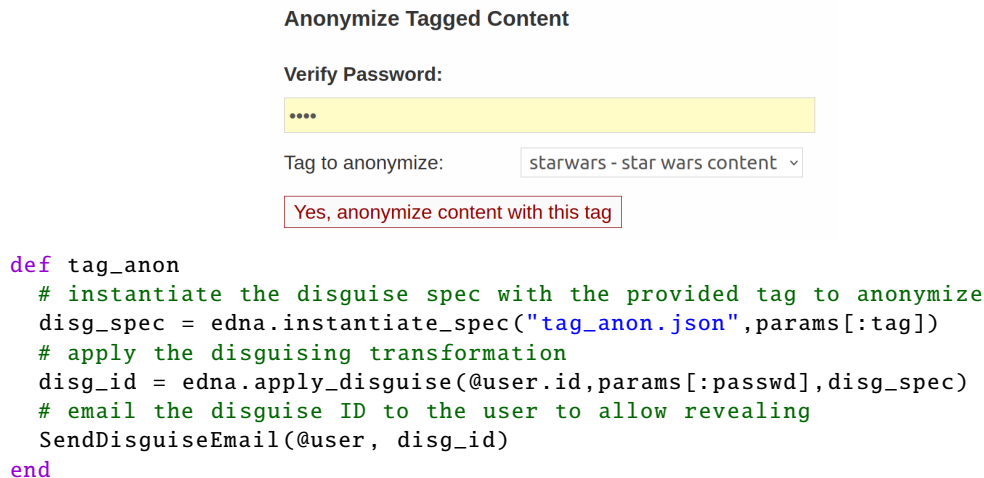 Anonymize Tagged Content
Verify Password:
••••
Tag to anonymize:
starwars - star wars content
Yes, anonymize content with this tag
def tag_anon
  # instantiate the disguise spec with the provided tag to anonymize
  disg_spec = edna.instantiate_spec("tag_anon.json",params[:tag])
  # apply the disguising transformation
  disg_id = edna.apply_disguise(@user.id,params[:passwd],disg_spec)
  # email the disguise ID to the user to allow revealing
  SendDisguiseEmail(@user, disg_id)
end